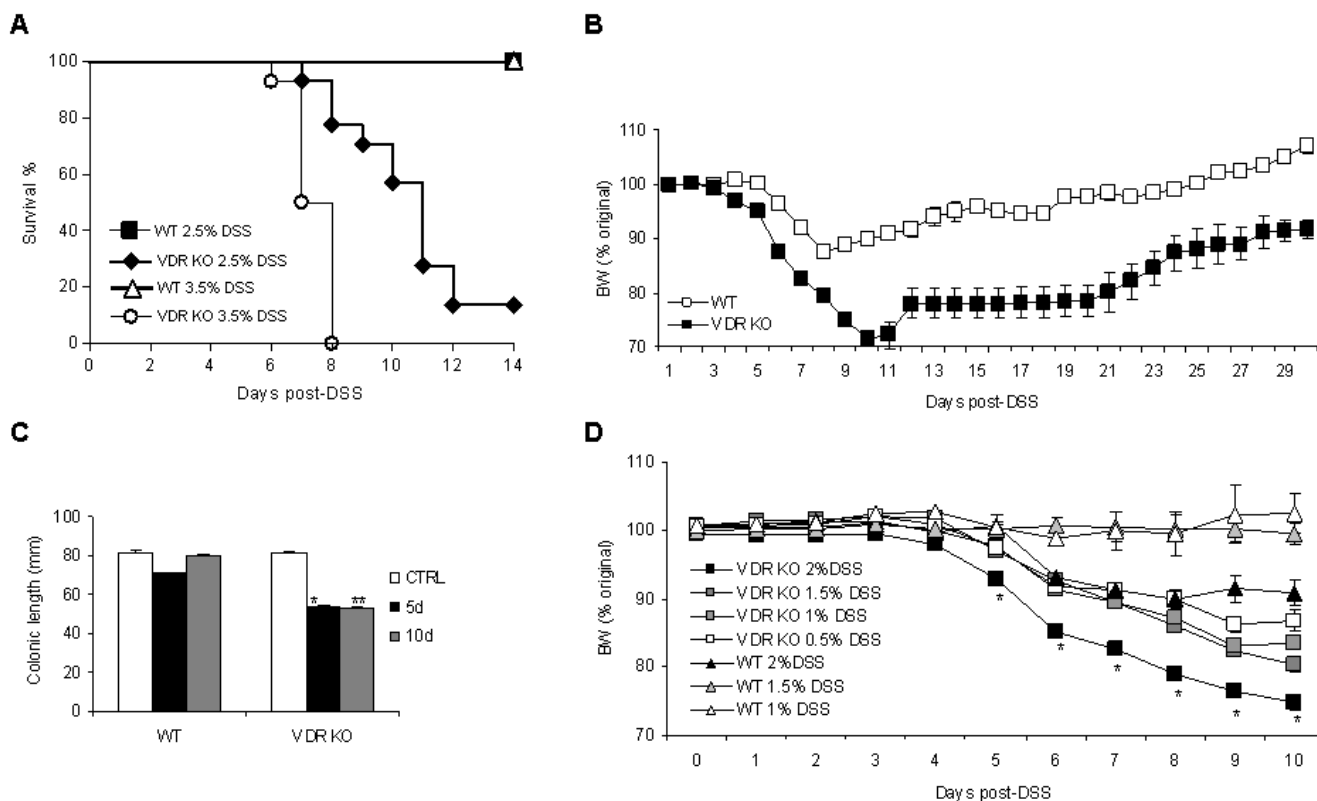 A
100
80
60
40
20
0
Survival %
WT 2.5% DSS
VDR KO 2.5% DSS
WT 3.5% DSS
VDR KO 3.5% DSS
0 2 4 6 8 10 12 14
Days post-DSS
B
110
100
90
80
70
BW (% original)
WT
VDR KO
1 3 5 7 9 11 13 15 17 19 21 23 25 27 29
Days post-DSS
C
100
80
60
40
20
0
Colonic length (mm)
* **
CTRL
5d
10d
WT VDR KO
D
110
100
90
80
70
BW (% original)
VDR KO 2%DSS
VDR KO 1.5% DSS
VDR KO 1% DSS
VDR KO 0.5% DSS
WT 2%DSS
WT 1.5% DSS
WT 1% DSS
* * * * * *
0 1 2 3 4 5 6 7 8 9 10
Days post-DSS